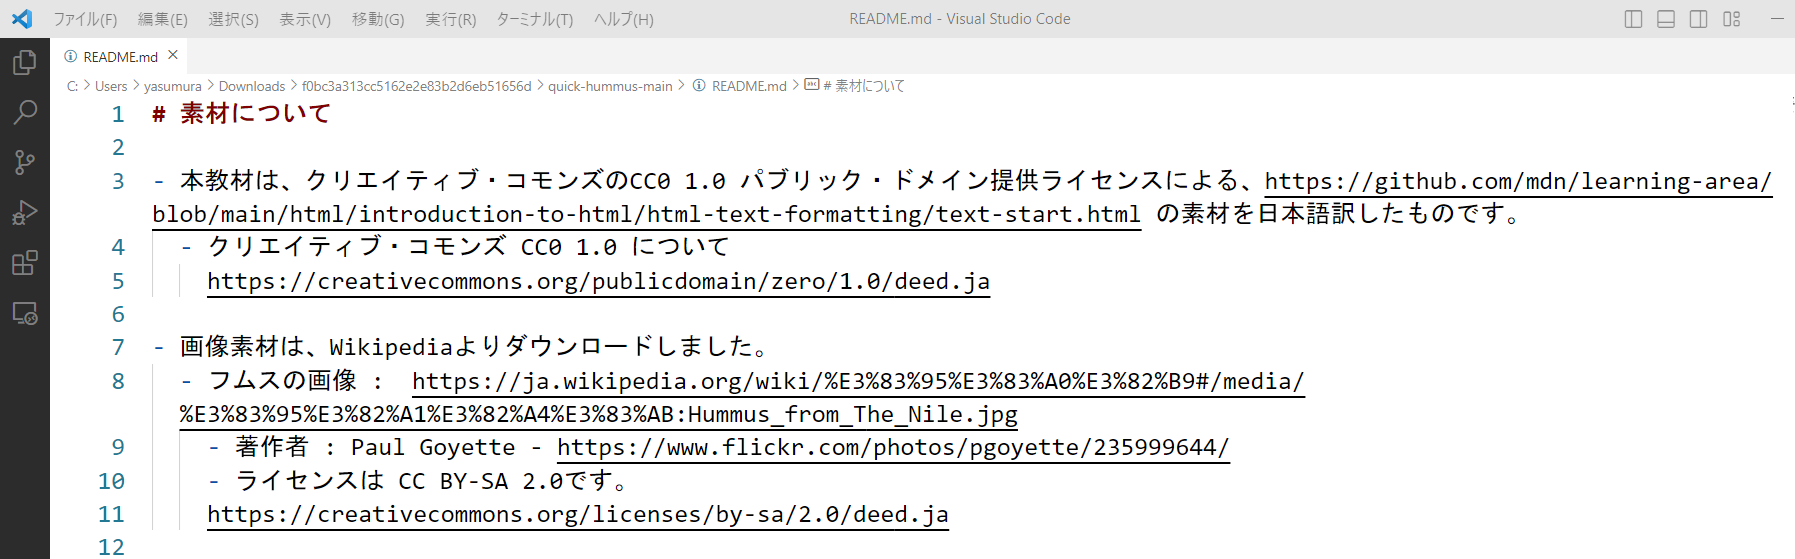 ファイル(F) 編集(E) 選択(S) 表示(V) 移動(G) 実行(R) ターミナル(T) ヘルプ(H) README.md - Visual Studio Code
README.md
C: > Users > yasumura > Downloads > f0bc3a313cc5162e2e83b2d6eb51656d > quick-hummus-main > README.md > # 素材について
1 # 素材について
2
3 - 本教材は、クリエイティブ・コモンズのCC0 1.0 パブリック・ドメイン提供ライセンスによる、https://github.com/mdn/learning-area/
blob/main/html/introduction-to-html/html-text-formatting/text-start.html の素材を日本語訳したものです。
4 - クリエイティブ・コモンズ CC0 1.0 について
5 https://creativecommons.org/publicdomain/zero/1.0/deed.ja
6
7 - 画像素材は、Wikipediaよりダウンロードしました。
8 - フムスの画像 : https://ja.wikipedia.org/wiki/%E3%83%95%E3%83%A0%E3%82%B9#/media/
%E3%83%95%E3%82%A1%E3%82%A4%E3%83%AB:Hummus_from_The_Nile.jpg
9 - 著作者 : Paul Goyette - https://www.flickr.com/photos/pgoyette/235999644/
10 - ライセンスは CC BY-SA 2.0です。
11 https://creativecommons.org/licenses/by-sa/2.0/deed.ja
12